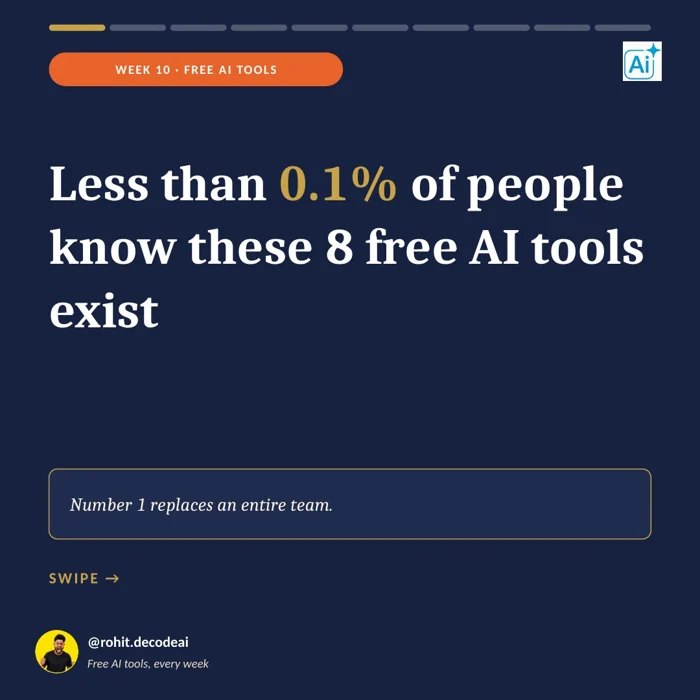 WEEK 10 · FREE AI TOOLS
Ai
Less than 0.1% of people
know these 8 free AI tools
exist
Number 1 replaces an entire team.
SWIPE →
@rohit.decodeai
Free AI tools, every week